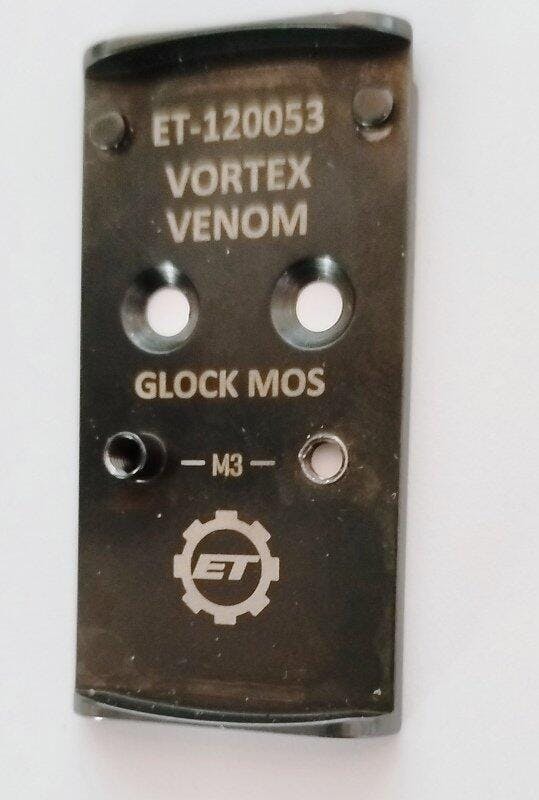 ET-120053
VORTEX
VENOM
GLOCK MOS
— M3 —
ET